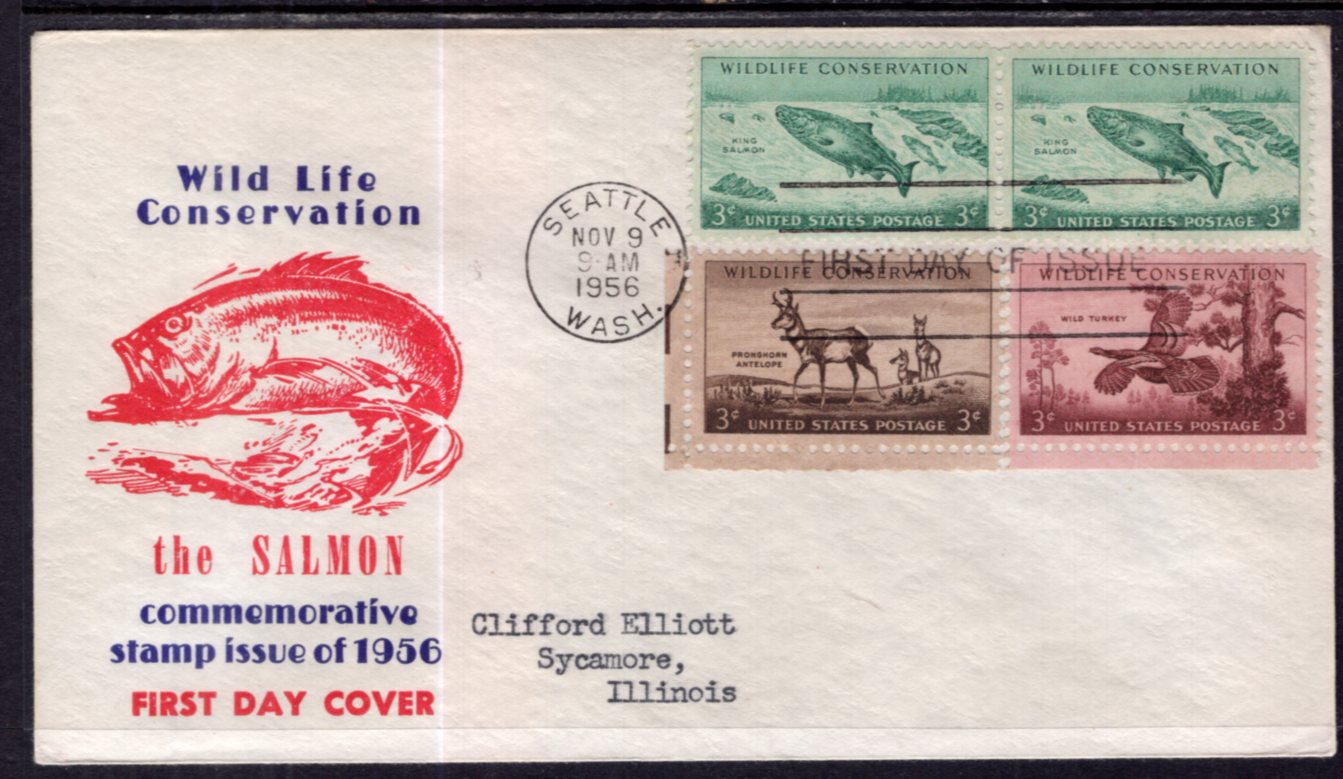 Wild Life
Conservation
the SALMON
commemorative
stamp issue of 1956
FIRST DAY COVER
SEATTLE
NOV 9
9-AM
1956
WASH.
WILDLIFE CONSERVATION
KING
SALMON
3¢ UNITED STATES POSTAGE 3¢
WILDLIFE CONSERVATION
KING
SALMON
3¢ UNITED STATES POSTAGE 3¢
FIRST DAY OF ISSUE
WILDLIFE CONSERVATION
PRONGHORN
ANTELOPE
3¢ UNITED STATES POSTAGE 3¢
WILDLIFE CONSERVATION
WILD TURKEY
3¢ UNITED STATES POSTAGE 3¢
Clifford Elliott
Sycamore,
Illinois